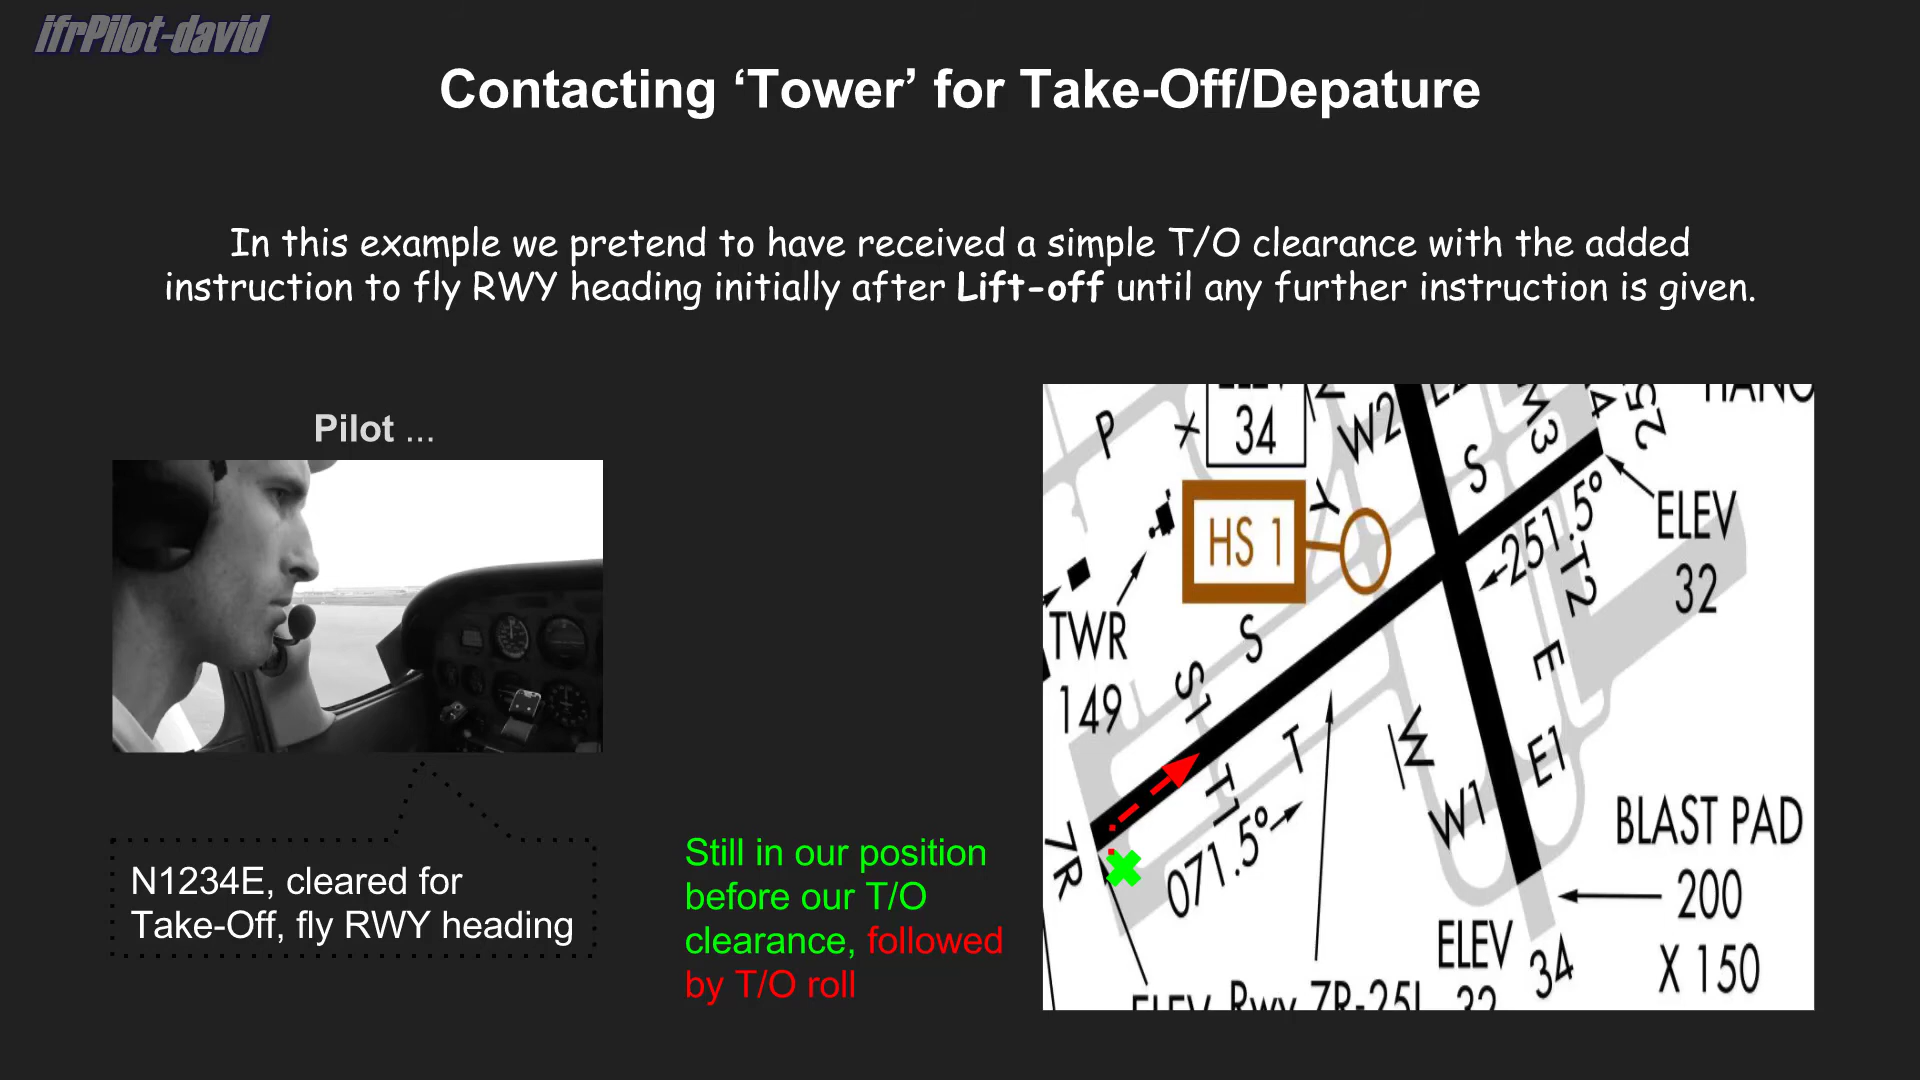 ifrPilot-david
Contacting ‘Tower’ for Take-Off/Depature
In this example we pretend to have received a simple T/O clearance with the added
instruction to fly RWY heading initially after Lift-off until any further instruction is given.
Pilot ...
N1234E, cleared for
Take-Off, fly RWY heading
Still in our position
before our T/O
clearance, followed
by T/O roll
P
X
34
W2
S
HS 1
Y
251.5°
T2
ELEV
32
TWR
149
S
S1
E
T
T1
W
W1
E1
7R
071.5°
BLAST PAD
200
X 150
ELEV
34
ELEV
Rwy 7R-25L
32